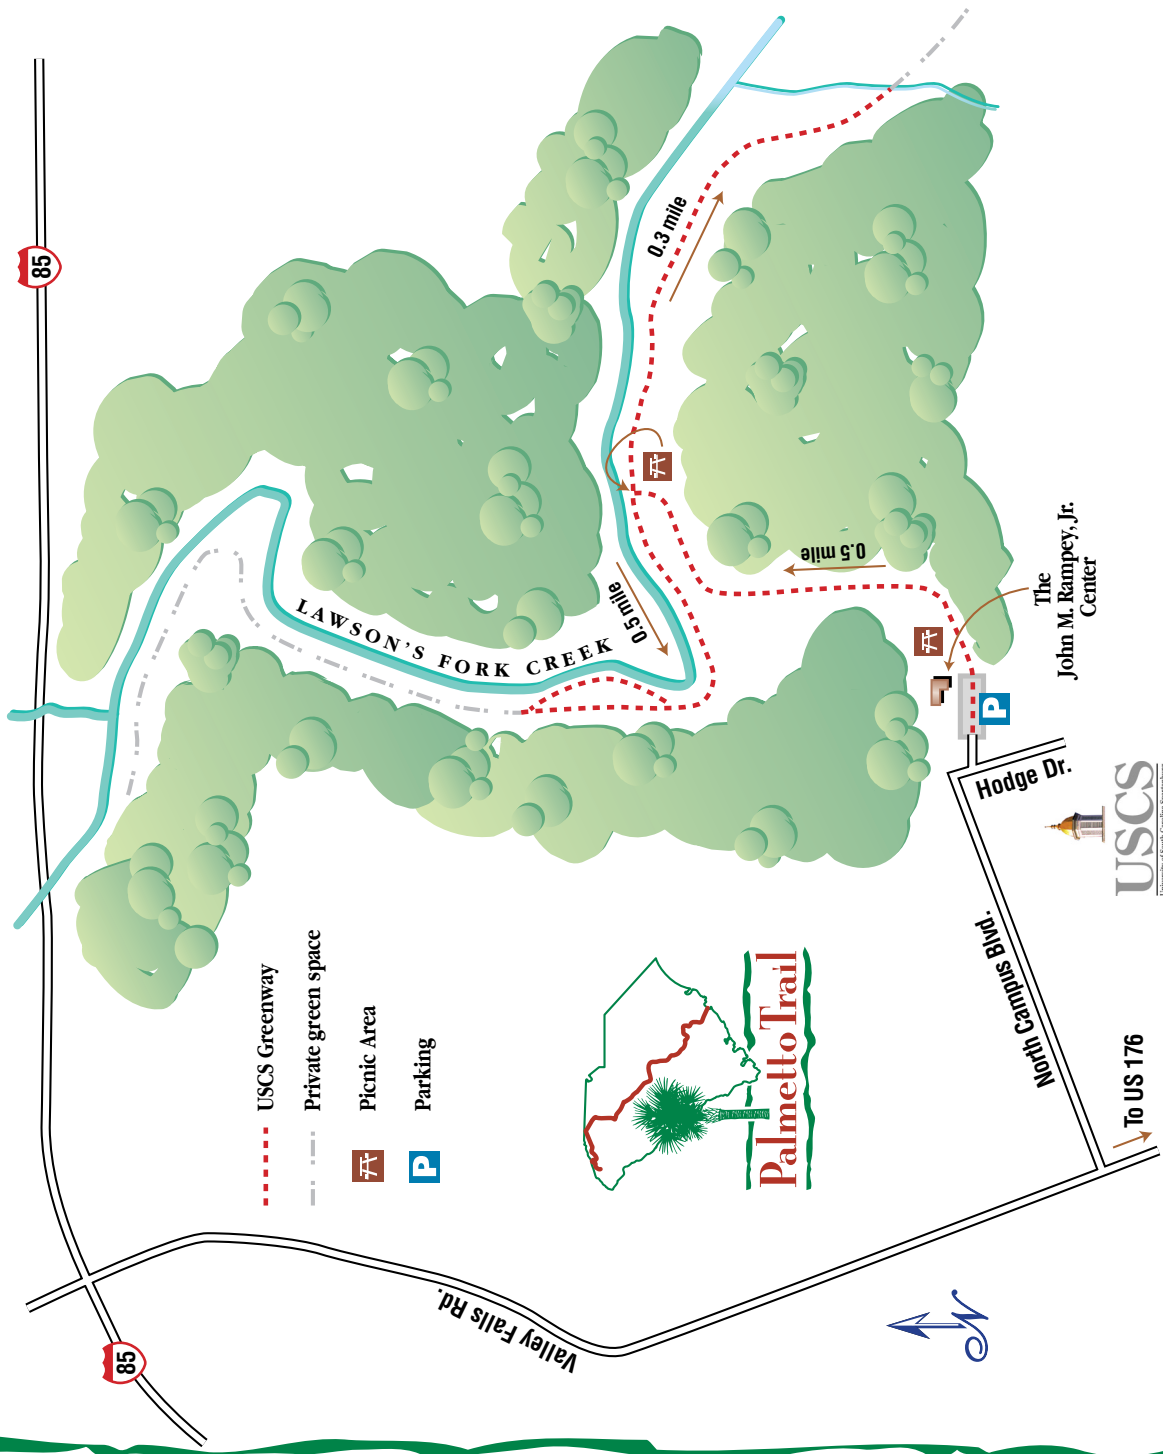 85
85
0.3 mile
0.5 mile
0.5 mile
LAWSON'S FORK CREEK
The
John M. Rampey, Jr.
Center
P
Hodge Dr.
North Campus Blvd.
To US 176
Valley Falls Rd.
USCS
USCS Greenway
Private green space
Picnic Area
P
Parking
Palmetto Trail
N